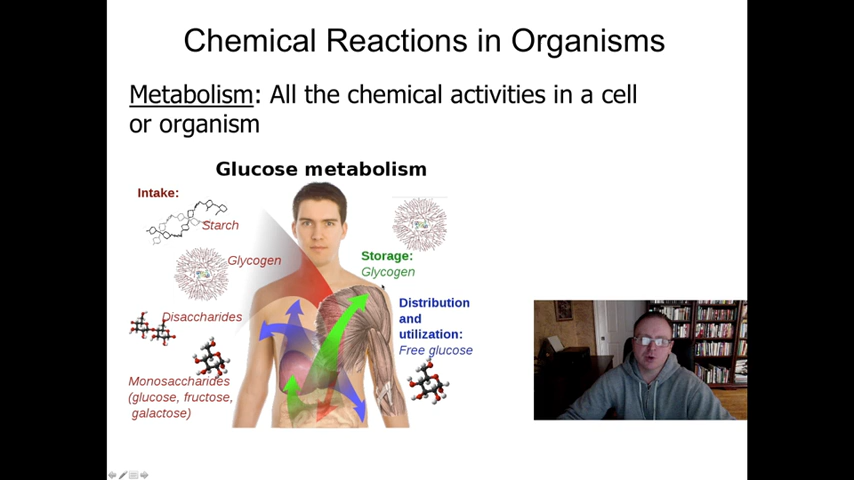 Chemical Reactions in Organisms
Metabolism: All the chemical activities in a cell
or organism
Glucose metabolism
Intake:
Starch
Glycogen
Disaccharides
Monosaccharides
(glucose, fructose,
galactose)
Storage:
Glycogen
Distribution
and
utilization:
Free glucose